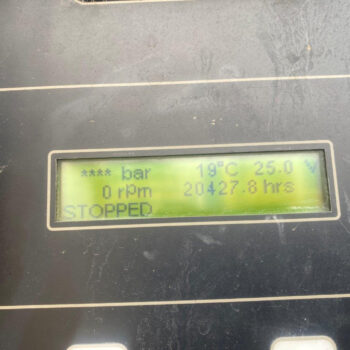 **** bar 19°C 25.0 V
0 rpm 20427.8 hrs
STOPPED